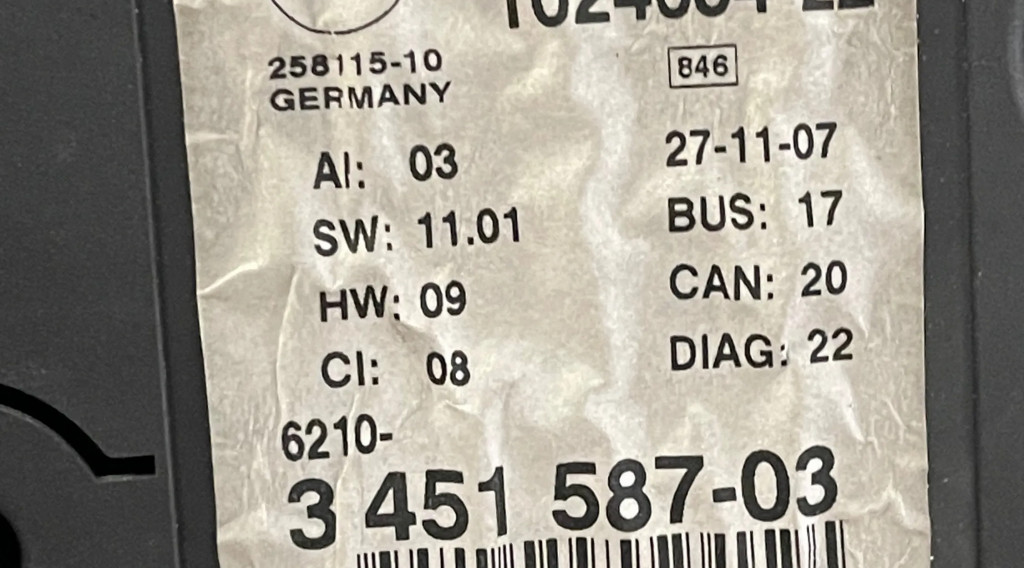 258115-10
GERMANY
846
AI: 03
27-11-07
SW: 11.01
BUS: 17
HW: 09
CAN: 20
CI: 08
DIAG: 22
6210-
3 451 587-03